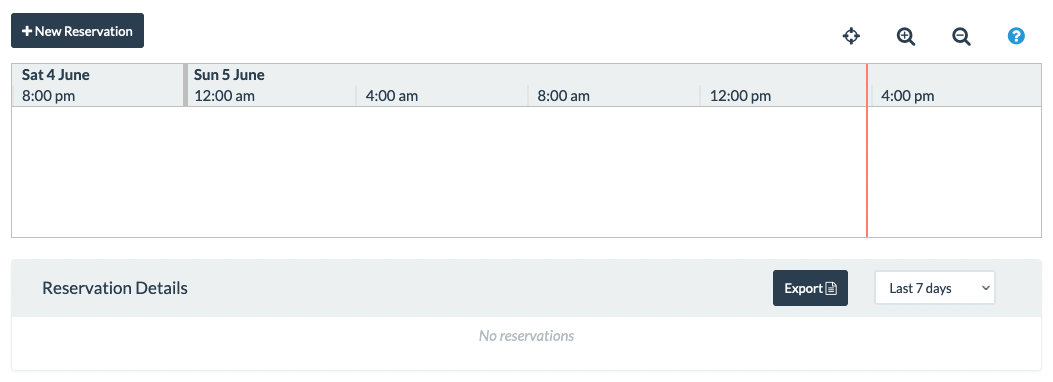 + New Reservation
Sat 4 June Sun 5 June
8:00 pm 12:00 am 4:00 am 8:00 am 12:00 pm 4:00 pm
Reservation Details Export Last 7 days
No reservations